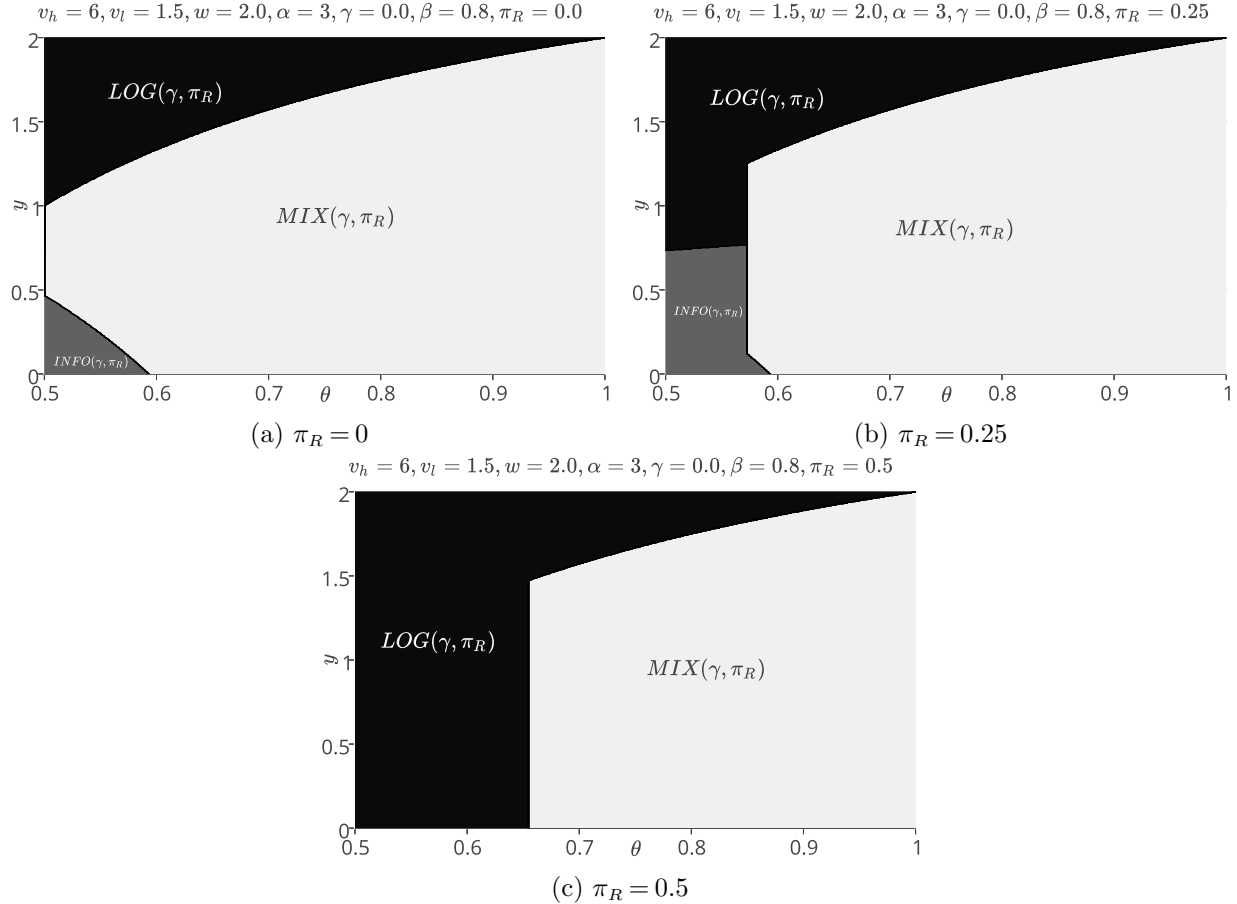 v_h = 6, v_l = 1.5, w = 2.0, α = 3, γ = 0.0, β = 0.8, π_R = 0.0
2
1.5
y 1
0.5
0
LOG(γ, π_R)
MIX(γ, π_R)
INFO(γ, π_R)
0.5 0.6 0.7 θ 0.8 0.9 1
(a) π_R = 0
v_h = 6, v_l = 1.5, w = 2.0, α = 3, γ = 0.0, β = 0.8, π_R = 0.25
2
1.5
y 1
0.5
0
LOG(γ, π_R)
MIX(γ, π_R)
INFO(γ, π_R)
0.5 0.6 0.7 θ 0.8 0.9 1
(b) π_R = 0.25
v_h = 6, v_l = 1.5, w = 2.0, α = 3, γ = 0.0, β = 0.8, π_R = 0.5
2
1.5
y 1
0.5
0
LOG(γ, π_R)
MIX(γ, π_R)
0.5 0.6 0.7 θ 0.8 0.9 1
(c) π_R = 0.5